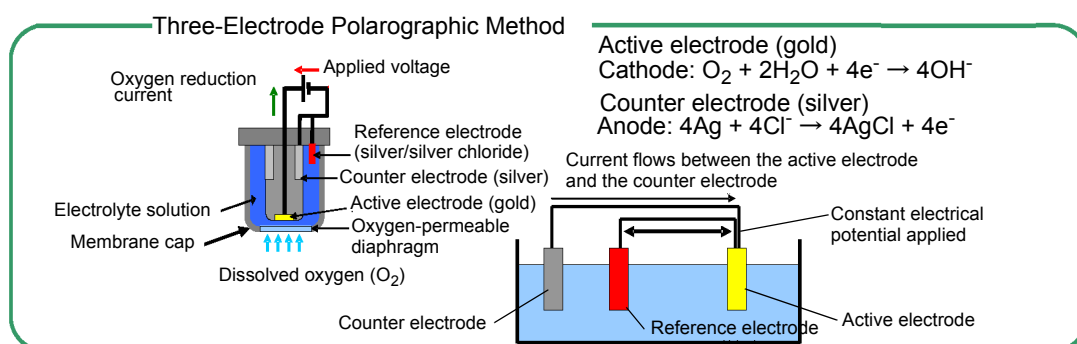 Three-Electrode Polarographic Method
Oxygen reduction
current
Applied voltage
Reference electrode
(silver/silver chloride)
Counter electrode (silver)
Active electrode (gold)
Oxygen-permeable
diaphragm
Electrolyte solution
Membrane cap
Dissolved oxygen (O₂)
Active electrode (gold)
Cathode: O₂ + 2H₂O + 4e⁻ → 4OH⁻
Counter electrode (silver)
Anode: 4Ag + 4Cl⁻ → 4AgCl + 4e⁻
Current flows between the active electrode
and the counter electrode
Constant electrical
potential applied
Counter electrode
Reference electrode
Active electrode